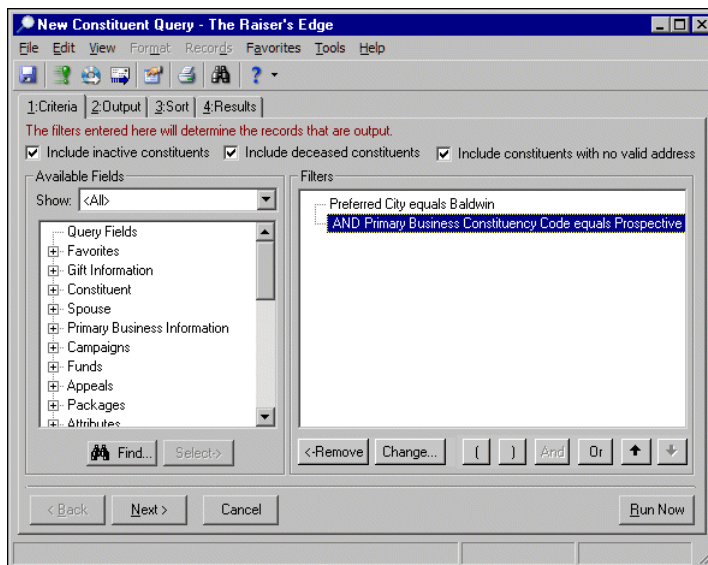 New Constituent Query - The Raiser's Edge
File Edit View Format Records Favorites Tools Help
1:Criteria 2:Output 3:Sort 4:Results
The filters entered here will determine the records that are output.
Include inactive constituents Include deceased constituents Include constituents with no valid address
Available Fields
Show: <All>
Query Fields
Favorites
Gift Information
Constituent
Spouse
Primary Business Information
Campaigns
Funds
Appeals
Packages
Attributes
Find... Select->
Filters
Preferred City equals Baldwin
AND Primary Business Constituency Code equals Prospective
<-Remove Change... ( ) And Or
< Back Next > Cancel Run Now